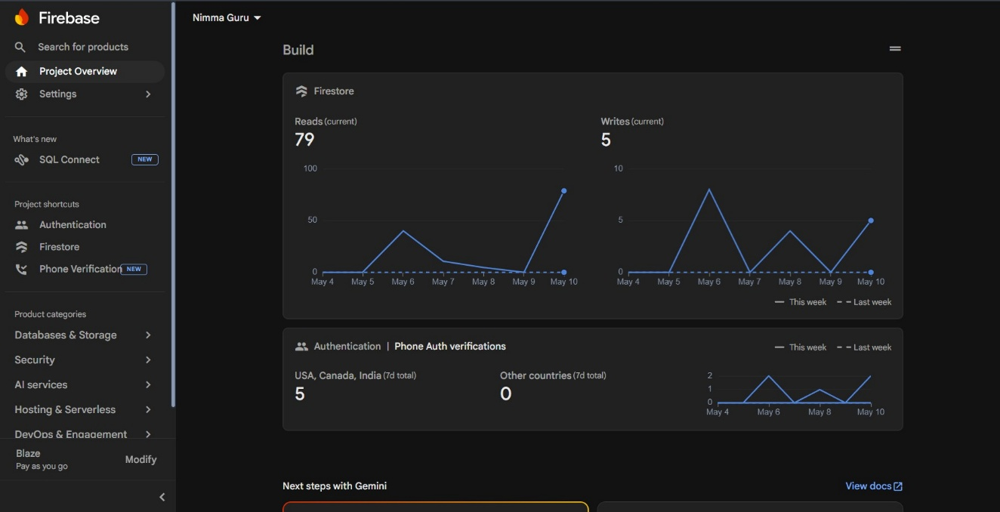 Firebase
Search for products
Project Overview
Settings
What's new
SQL Connect NEW
Project shortcuts
Authentication
Firestore
Phone Verification NEW
Product categories
Databases & Storage
Security
AI services
Hosting & Serverless
DevOps & Engagement
Blaze
Pay as you go
Modify
Nimma Guru
Build
Firestore
Reads (current)
79
100
50
0
May 4 May 5 May 6 May 7 May 8 May 9 May 10
Writes (current)
5
10
5
0
May 4 May 5 May 6 May 7 May 8 May 9 May 10
This week Last week
Authentication | Phone Auth verifications
This week Last week
USA, Canada, India (7d total)
5
Other countries (7d total)
0
2
1
0
May 4 May 6 May 8 May 10
Next steps with Gemini
View docs